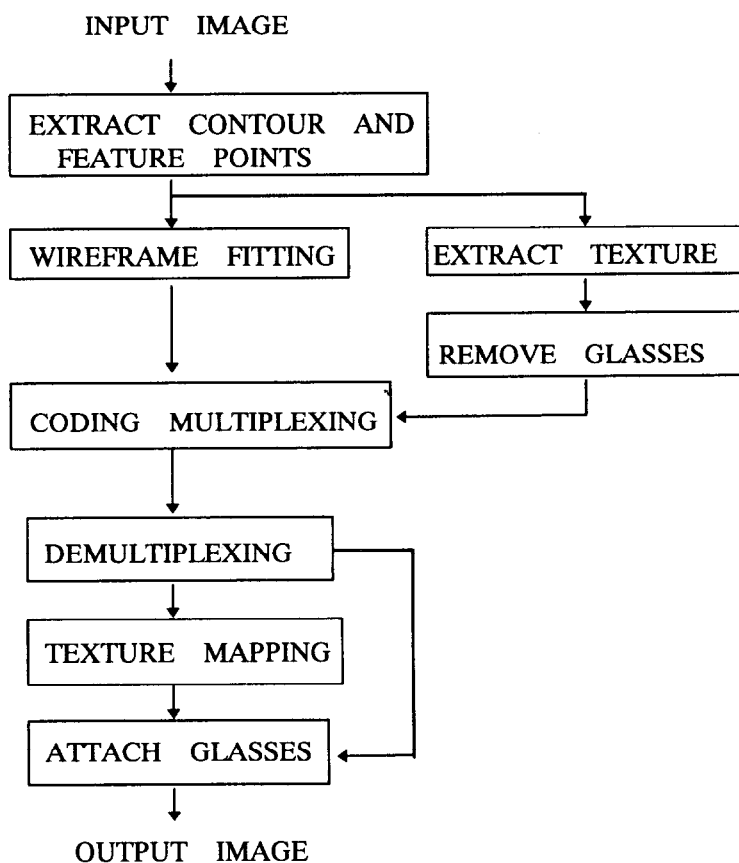 INPUT IMAGE
EXTRACT CONTOUR AND
FEATURE POINTS
WIREFRAME FITTING
EXTRACT TEXTURE
REMOVE GLASSES
CODING MULTIPLEXING
DEMULTIPLEXING
TEXTURE MAPPING
ATTACH GLASSES
OUTPUT IMAGE